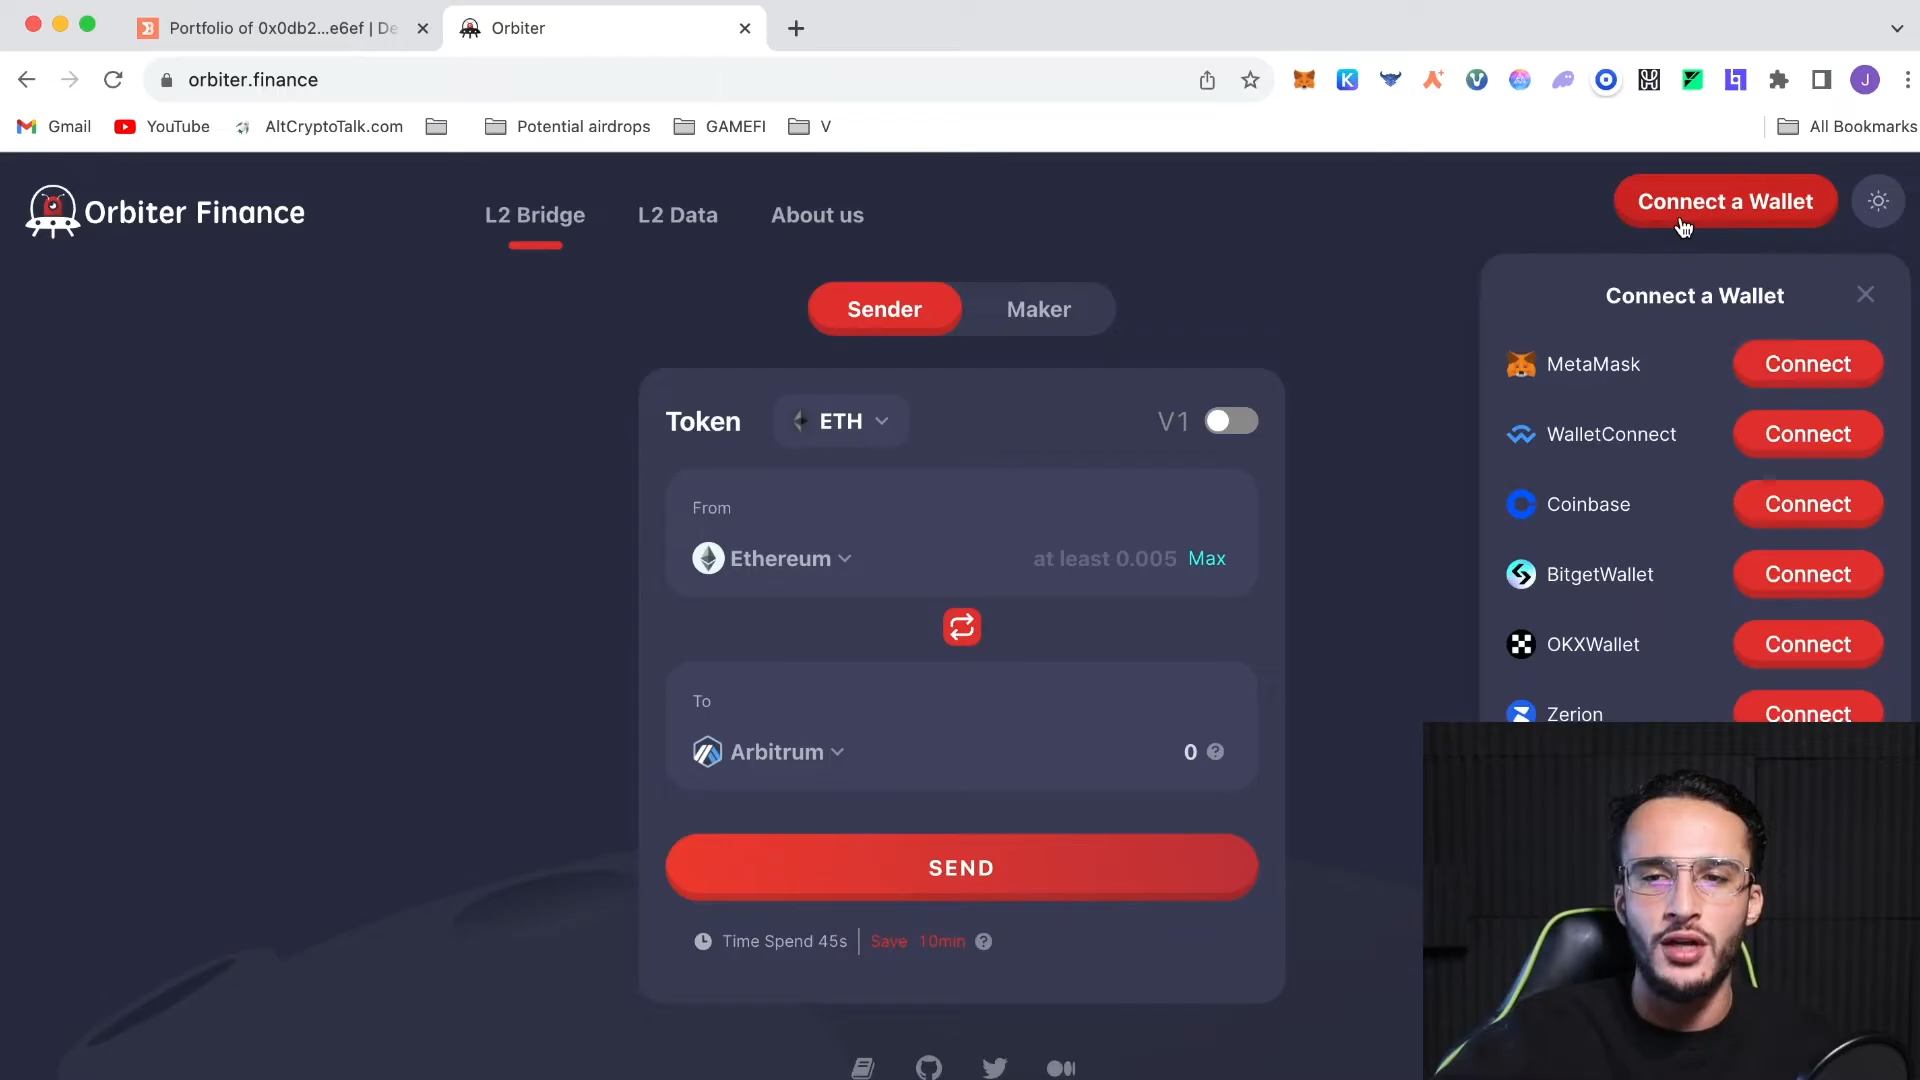 Portfolio of 0x0db2...e6ef | De
Orbiter
orbiter.finance
Gmail
YouTube
AltCryptoTalk.com
Potential airdrops
GAMEFI
V
All Bookmarks
Orbiter Finance
L2 Bridge
L2 Data
About us
Connect a Wallet
Sender
Maker
Token
ETH
V1
From
Ethereum
at least 0.005 Max
To
Arbitrum
0
SEND
Time Spend 45s
Save 10min
Connect a Wallet
MetaMask Connect
WalletConnect Connect
Coinbase Connect
BitgetWallet Connect
OKXWallet Connect
Zerion Connect